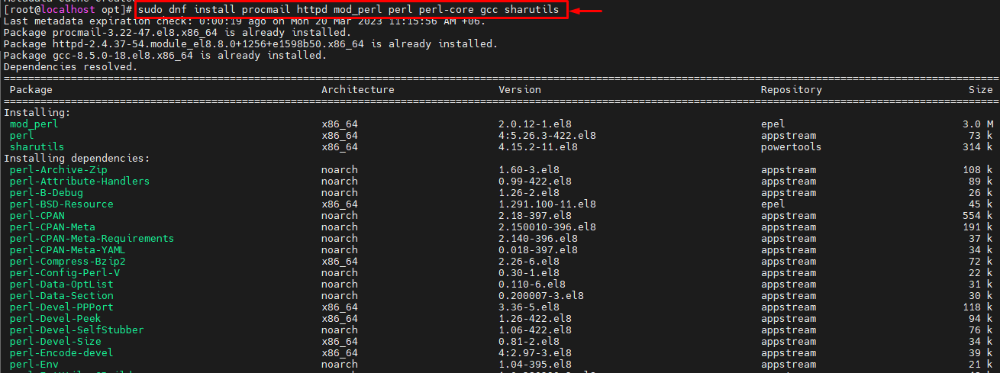 Metadata cache created.
[root@localhost opt]# sudo dnf install procmail httpd mod_perl perl perl-core gcc sharutils
Last metadata expiration check: 0:00:19 ago on Mon 20 Mar 2023 11:15:56 AM +06.
Package procmail-3.22-47.el8.x86_64 is already installed.
Package httpd-2.4.37-54.module_el8.8.0+1256+e1598b50.x86_64 is already installed.
Package gcc-8.5.0-18.el8.x86_64 is already installed.
Dependencies resolved.
Package Architecture Version Repository Size
Installing:
mod_perl x86_64 2.0.12-1.el8 epel 3.0 M
perl x86_64 4:5.26.3-422.el8 appstream 73 k
sharutils x86_64 4.15.2-11.el8 powertools 314 k
Installing dependencies:
perl-Archive-Zip noarch 1.60-3.el8 appstream 108 k
perl-Attribute-Handlers noarch 0.99-422.el8 appstream 89 k
perl-B-Debug noarch 1.26-2.el8 appstream 26 k
perl-BSD-Resource x86_64 1.291.100-11.el8 epel 45 k
perl-CPAN noarch 2.18-397.el8 appstream 554 k
perl-CPAN-Meta noarch 2.150010-396.el8 appstream 191 k
perl-CPAN-Meta-Requirements noarch 2.140-396.el8 appstream 37 k
perl-CPAN-Meta-YAML noarch 0.018-397.el8 appstream 34 k
perl-Compress-Bzip2 x86_64 2.26-6.el8 appstream 72 k
perl-Config-Perl-V noarch 0.30-1.el8 appstream 22 k
perl-Data-OptList noarch 0.110-6.el8 appstream 31 k
perl-Data-Section noarch 0.200007-3.el8 appstream 30 k
perl-Devel-PPPort x86_64 3.36-5.el8 appstream 118 k
perl-Devel-Peek x86_64 1.26-422.el8 appstream 94 k
perl-Devel-SelfStubber noarch 1.06-422.el8 appstream 76 k
perl-Devel-Size x86_64 0.81-2.el8 appstream 34 k
perl-Encode-devel x86_64 4:2.97-3.el8 appstream 39 k
perl-Env noarch 1.04-395.el8 appstream 21 k